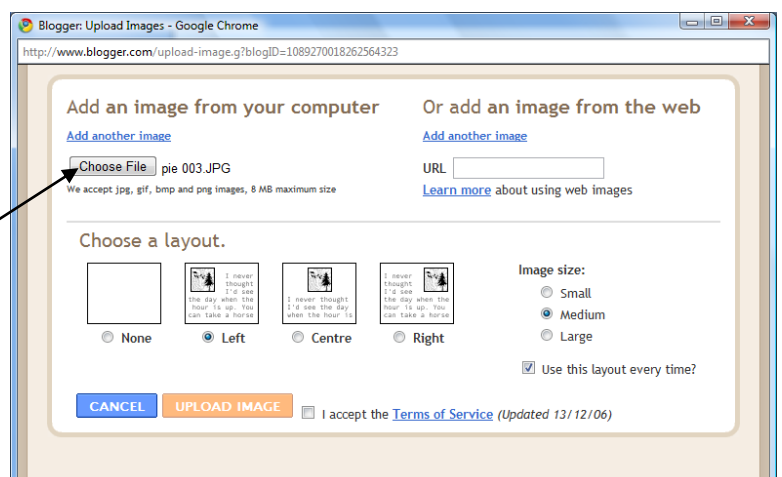 Blogger: Upload Images - Google Chrome
http://www.blogger.com/upload-image.g?blogID=1089270018262564323
Add an image from your computer
Add another image
Choose File pie 003.JPG
We accept jpg, gif, bmp and png images, 8 MB maximum size
Or add an image from the web
Add another image
URL
Learn more about using web images
Choose a layout.
I never
thought
I'd see
the day when the
hour is up. You
can take a horse
I never thought
I'd see the day
when the hour is
I never
thought
I'd see
the day when the
hour is up. You
can take a horse
None Left Centre Right
Image size:
Small
Medium
Large
Use this layout every time?
CANCEL UPLOAD IMAGE I accept the Terms of Service (Updated 13/12/06)